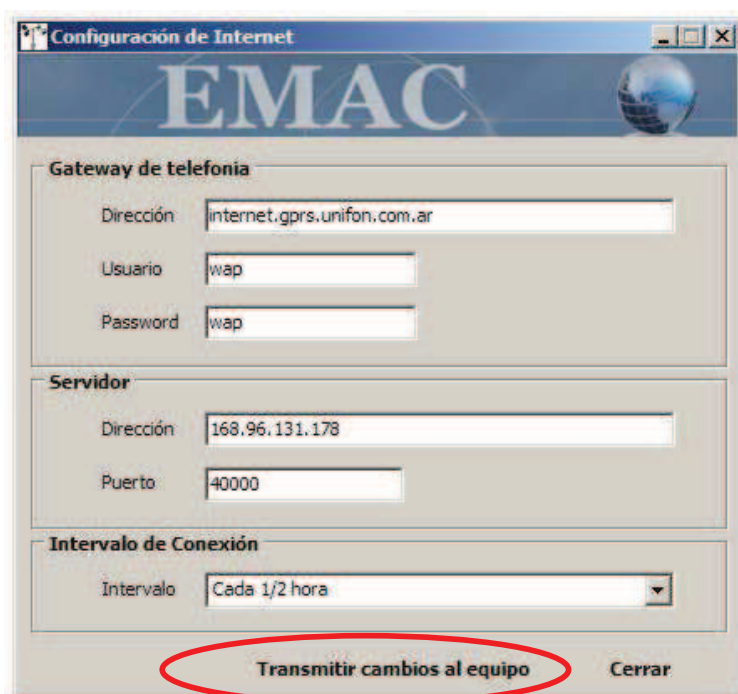 Configuración de Internet
EMAC
Gateway de telefonia
Dirección internet.gprs.unifon.com.ar
Usuario wap
Password wap
Servidor
Dirección 168.96.131.178
Puerto 40000
Intervalo de Conexión
Intervalo Cada 1/2 hora
Transmitir cambios al equipo Cerrar